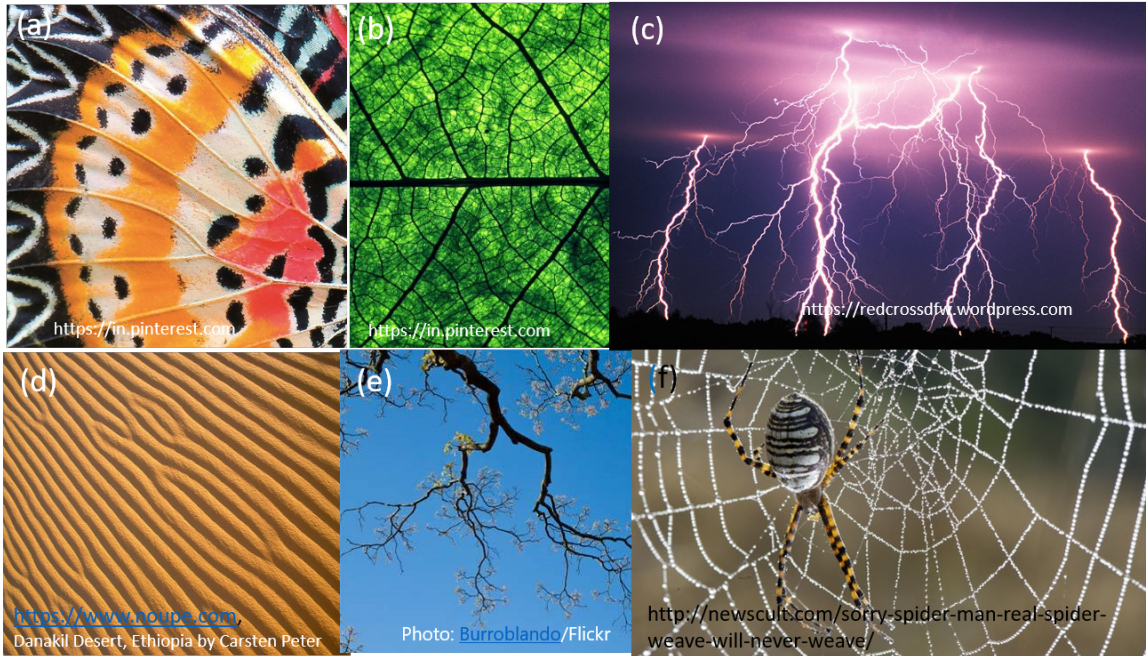 (a)
(b)
(c)
https://in.pinterest.com
https://in.pinterest.com
https://redcrossdfw.wordpress.com
(d)
(e)
(f)
https://www.noupe.com,
Danakil Desert, Ethiopia by Carsten Peter
Photo: Burroblando/Flickr
http://newscult.com/sorry-spider-man-real-spider-
weave-will-never-weave/